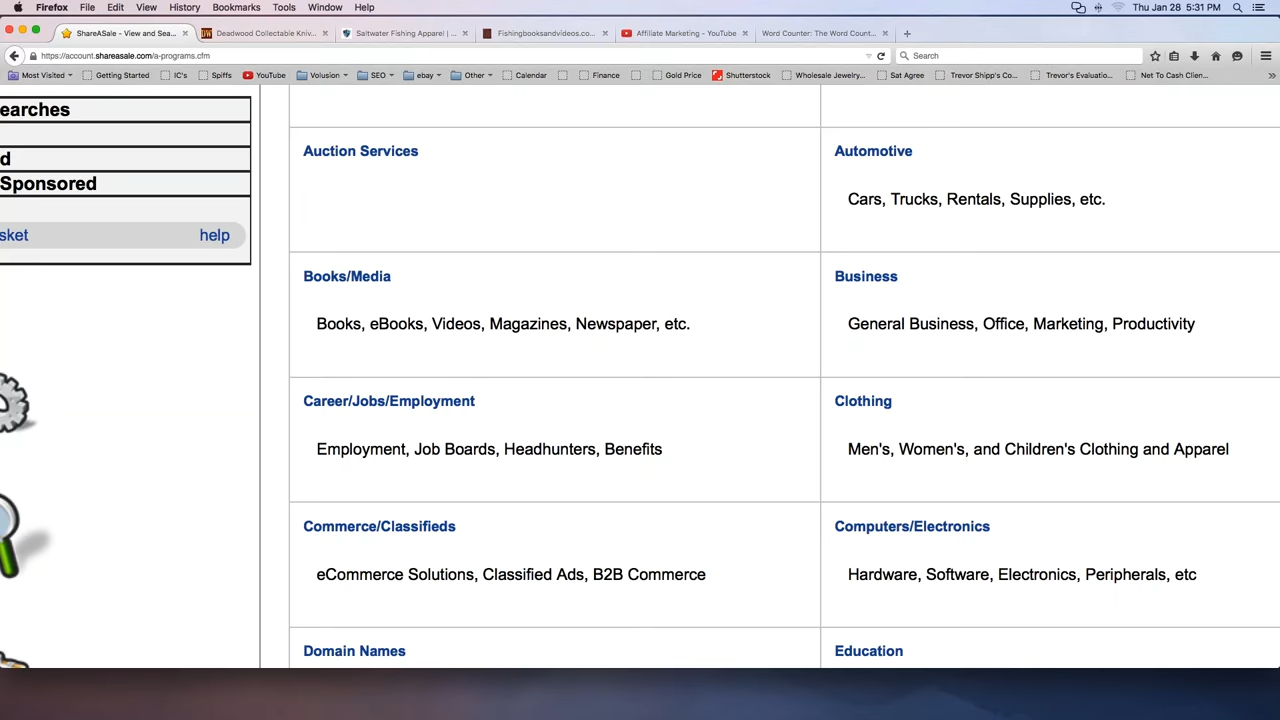 Firefox File Edit View History Bookmarks Tools Window Help Thu Jan 28 5:31 PM
ShareASale - View and Sea... Deadwood Collectable Kniv... Saltwater Fishing Apparel | ... Fishingbooksandvideos.co... Affiliate Marketing - YouTube Word Counter: The Word Count...
https://account.shareasale.com/a-programs.cfm Search
Most Visited Getting Started IC's Spiffs YouTube Volusion SEO ebay Other Calendar Finance Gold Price Shutterstock Wholesale Jewelry... Sat Agree Trevor Shipp's Co... Trevor's Evaluatio... Net To Cash Clien...
earches
d
Sponsored
sket help
Auction Services Automotive
Cars, Trucks, Rentals, Supplies, etc.
Books/Media Business
Books, eBooks, Videos, Magazines, Newspaper, etc. General Business, Office, Marketing, Productivity
Career/Jobs/Employment Clothing
Employment, Job Boards, Headhunters, Benefits Men's, Women's, and Children's Clothing and Apparel
Commerce/Classifieds Computers/Electronics
eCommerce Solutions, Classified Ads, B2B Commerce Hardware, Software, Electronics, Peripherals, etc
Domain Names Education